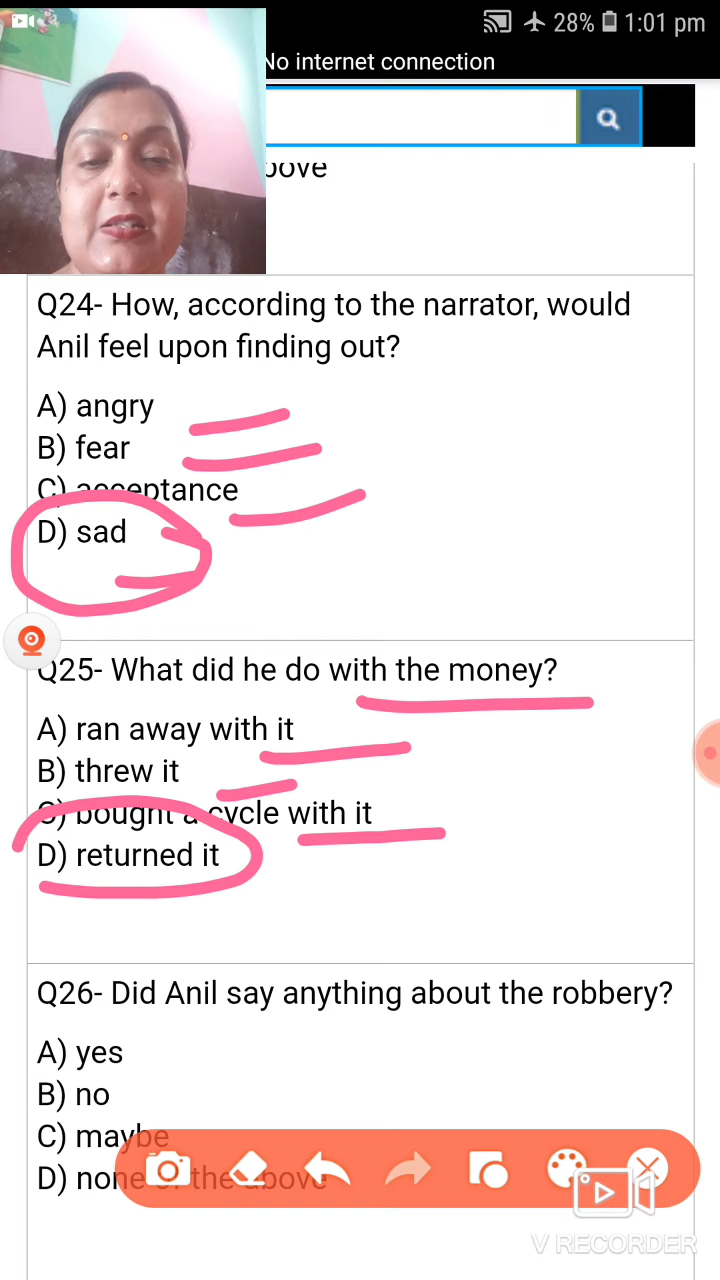 28% 1:01 pm
No internet connection
bove
Q24- How, according to the narrator, would
Anil feel upon finding out?
A) angry
B) fear
C) acceptance
D) sad
Q25- What did he do with the money?
A) ran away with it
B) threw it
C) bought a cycle with it
D) returned it
Q26- Did Anil say anything about the robbery?
A) yes
B) no
C) maybe
D) none of the above
V RECORDER